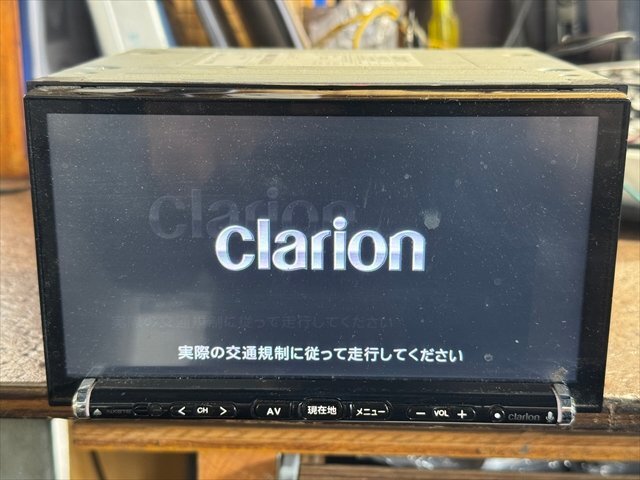 clarion
実際の交通規制に従って走行してください
< CH > AV 現在地 メニュー − VOL + clarion